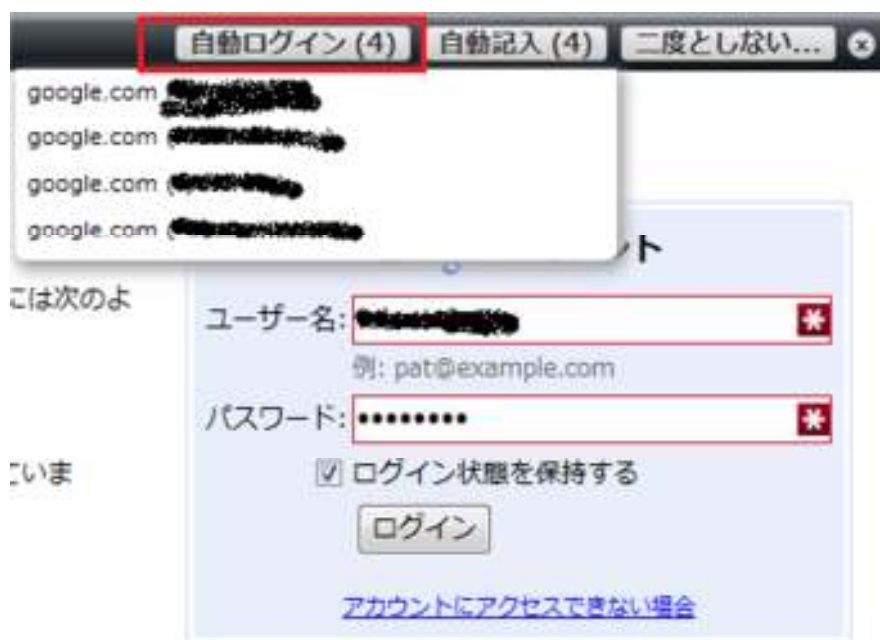 自動ログイン (4) 自動記入 (4) 二度としない...
google.com
google.com (
google.com (
google.com (
ント
には次のよ
ユーザー名:
例: pat@example.com
パスワード: ••••••••
ていま
ログイン状態を保持する
ログイン
アカウントにアクセスできない場合